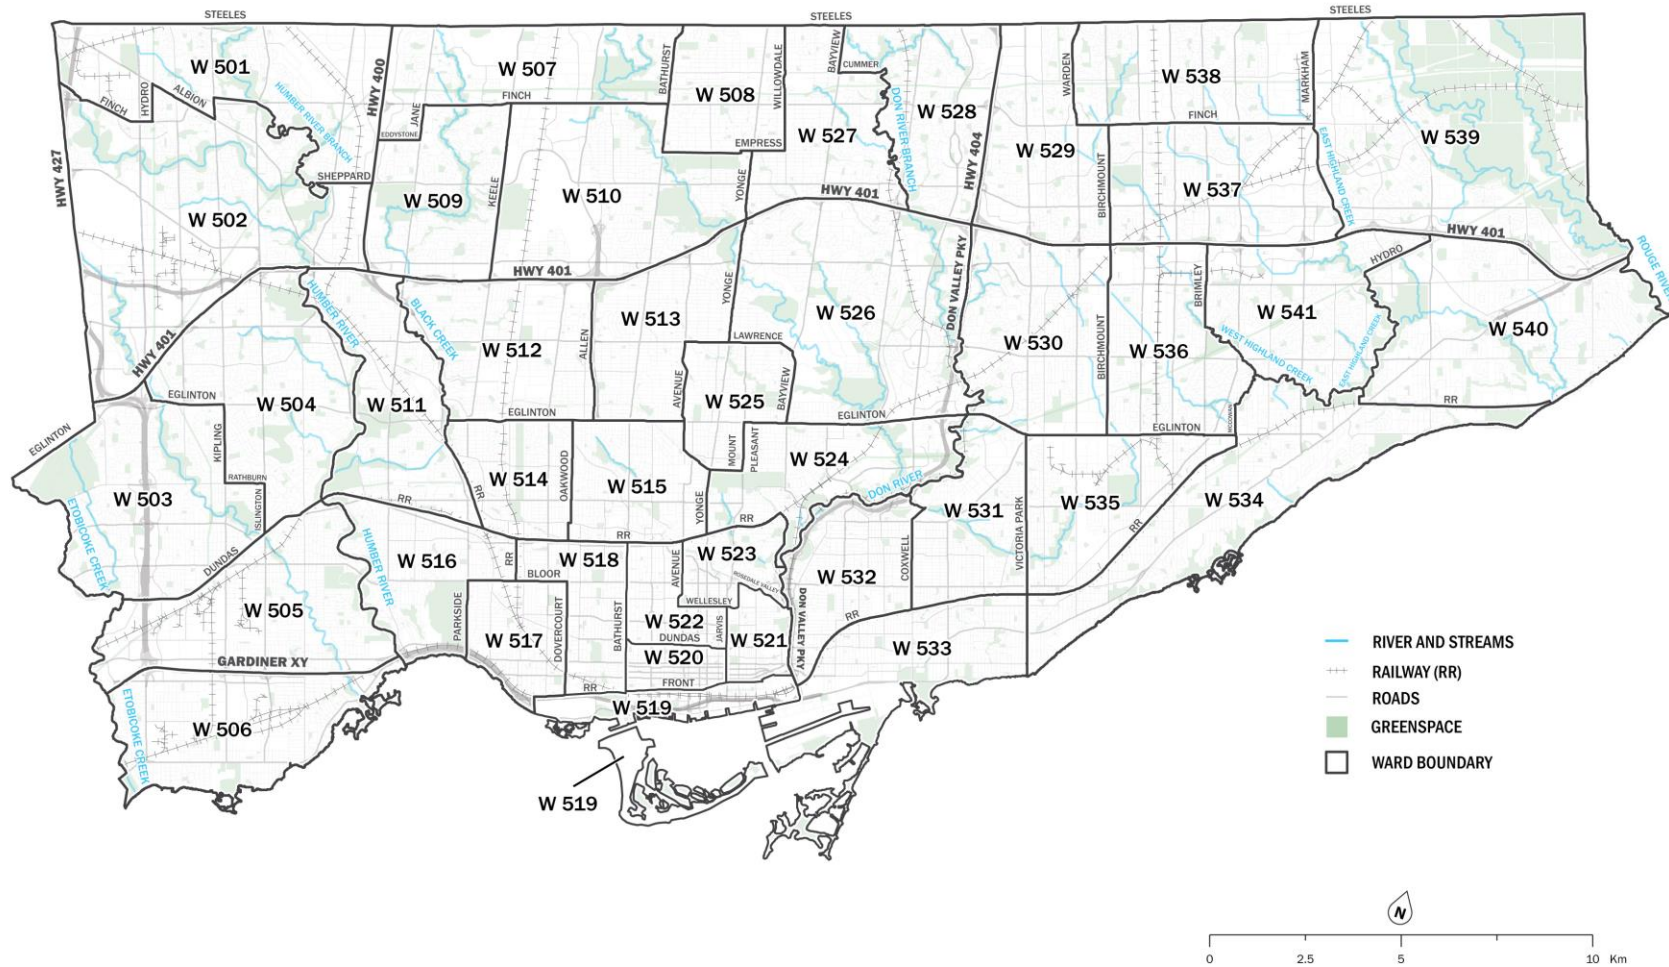 STEELES
STEELES
STEELES
W 501
HWY 400
W 507
BATHURST
WILLOWDALE
BAYVIEW
CUMMER
W 528
WARDEN
W 538
MARKHAM
FINCH
HYDRO
ALBION
HUMBER RIVER BRANCH
JANE
FINCH
W 508
DON RIVER BRANCH
FINCH
EDDYSTONE
EMPRESS
W 527
HWY 404
W 529
EAST HIGHLAND CREEK
W 539
HWY 427
SHEPPARD
W 509
KEELE
W 510
YONGE
HWY 401
BIRCHMOUNT
W 537
W 502
HWY 401
HWY 401
HYDRO
ROUGE RIVER
HUMBER RIVER
BLACK CREEK
YONGE
DON VALLEY PKY
BRIMLEY
W 541
W 513
W 526
LAWRENCE
WEST HIGHLAND CREEK
EAST HIGHLAND CREEK
W 540
HWY 401
W 512
ALLEN
W 530
BIRCHMOUNT
W 536
EGLINTON
W 504
W 511
AVENUE
W 525
BAYVIEW
RR
EGLINTON
EGLINTON
EGLINTON
MCCOWAN
EGLINTON
KIPLING
MOUNT
PLEASANT
W 524
RATHBURN
W 503
ISLINGTON
RR
RR
W 514
OAKWOOD
W 515
YONGE
DON RIVER
W 531
VICTORIA PARK
W 535
W 534
ETOBICOKE CREEK
RR
RR
RR
DUNDAS
HUMBER RIVER
W 516
RR
W 518
AVENUE
W 523
COXWELL
BLOOR
ROSEDALE VALLEY
W 532
W 505
PARKSIDE
DOVERCOURT
BATHURST
WELLESLEY
DON VALLEY PKY
RR
W 522
JARVIS
W 517
DUNDAS
W 521
W 533
GARDINER XY
W 520
FRONT
RR
W 519
W 506
ETOBICOKE CREEK
W 519
RIVER AND STREAMS
RAILWAY (RR)
ROADS
GREENSPACE
WARD BOUNDARY
N
0 2.5 5 10 Km